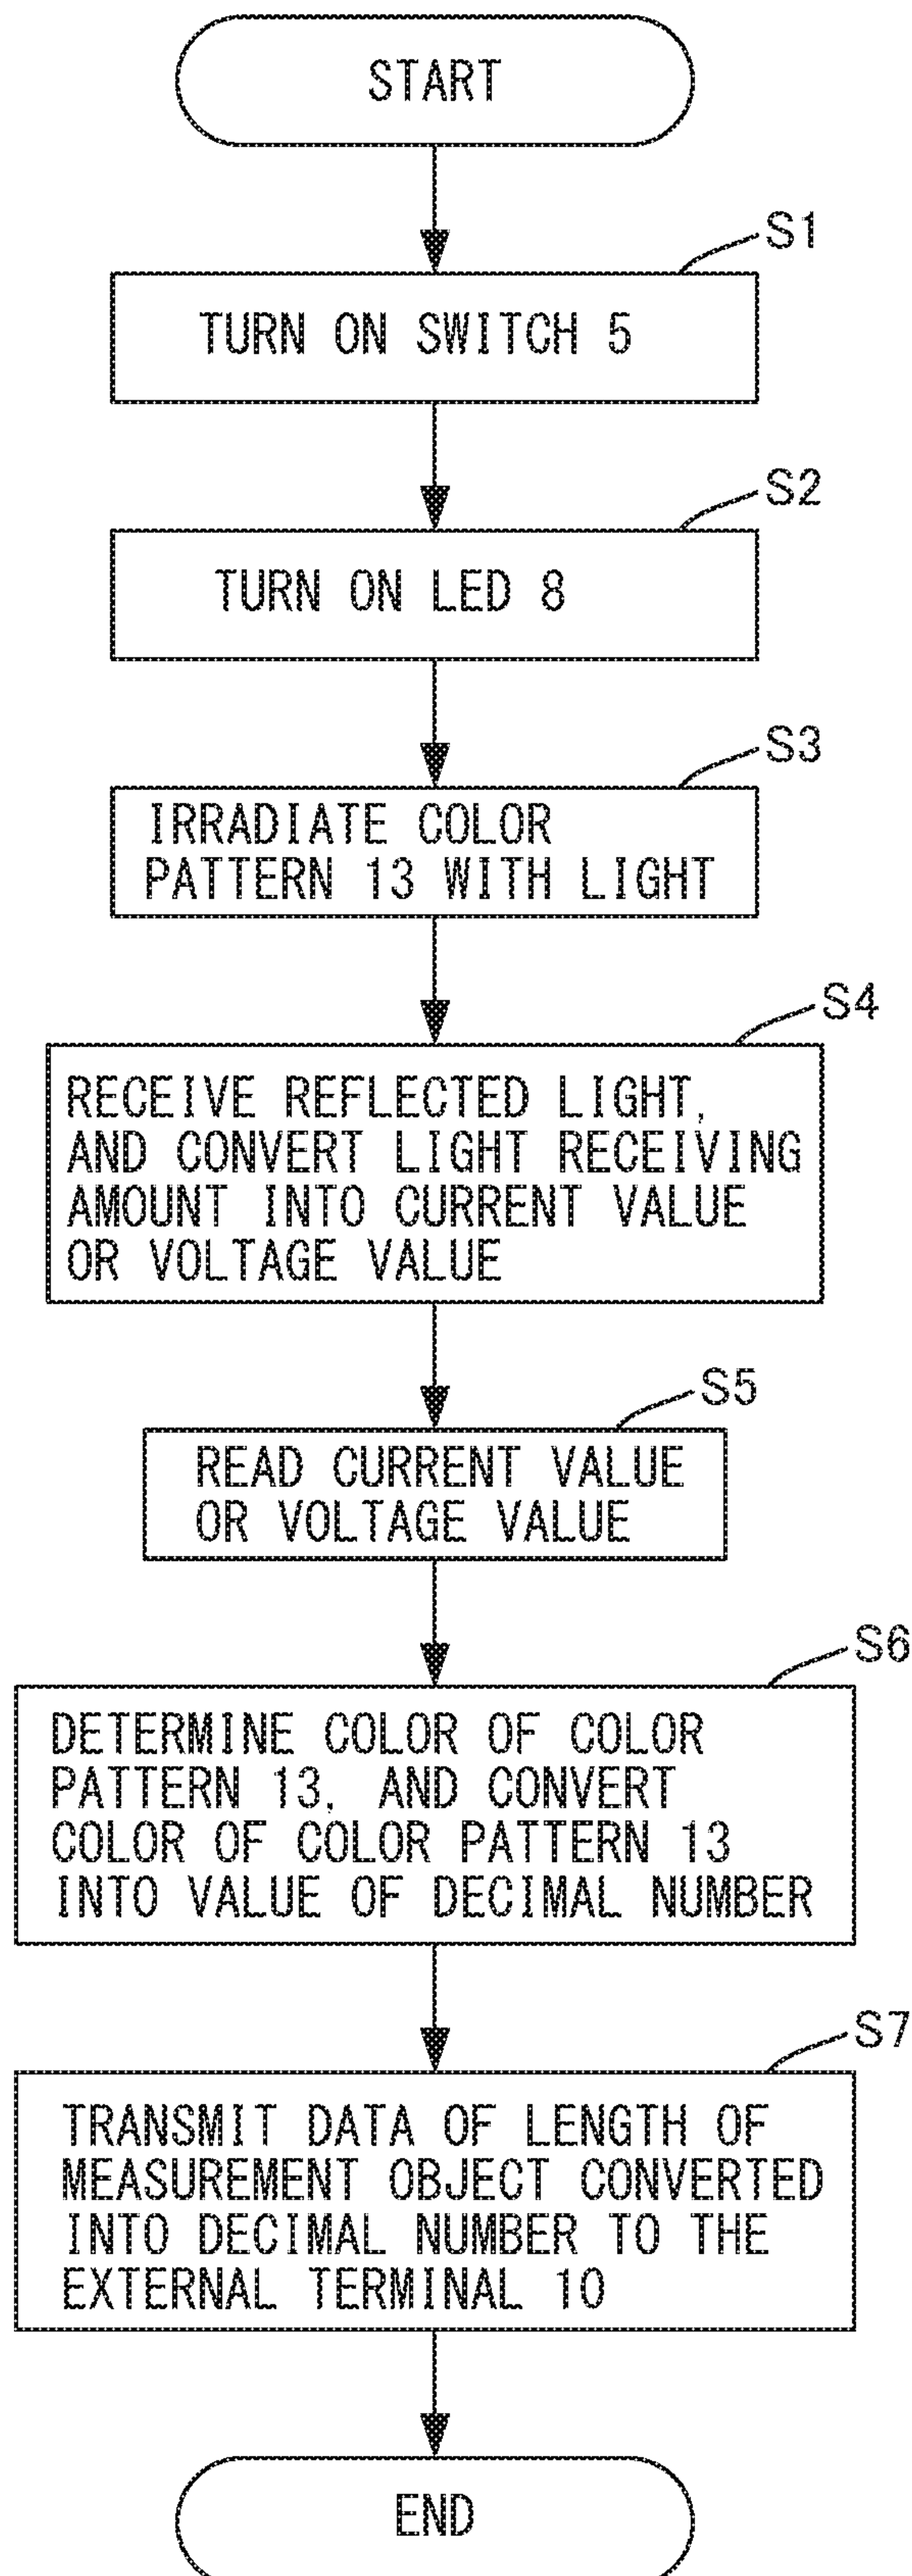 START
S1
TURN ON SWITCH 5
S2
TURN ON LED 8
S3
IRRADIATE COLOR
PATTERN 13 WITH LIGHT
S4
RECEIVE REFLECTED LIGHT,
AND CONVERT LIGHT RECEIVING
AMOUNT INTO CURRENT VALUE
OR VOLTAGE VALUE
S5
READ CURRENT VALUE
OR VOLTAGE VALUE
S6
DETERMINE COLOR OF COLOR
PATTERN 13, AND CONVERT
COLOR OF COLOR PATTERN 13
INTO VALUE OF DECIMAL NUMBER
S7
TRANSMIT DATA OF LENGTH OF
MEASUREMENT OBJECT CONVERTED
INTO DECIMAL NUMBER TO THE
EXTERNAL TERMINAL 10
END